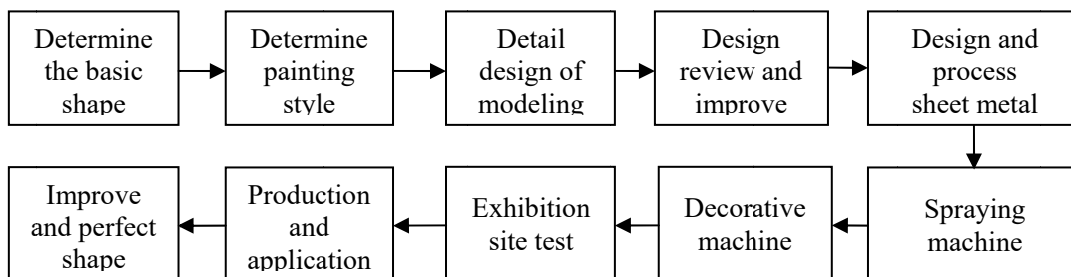 Determine
the basic
shape
Determine
painting
style
Detail
design of
modeling
Design
review and
improve
Design and
process
sheet metal
Spraying
machine
Decorative
machine
Exhibition
site test
Production
and
application
Improve
and perfect
shape